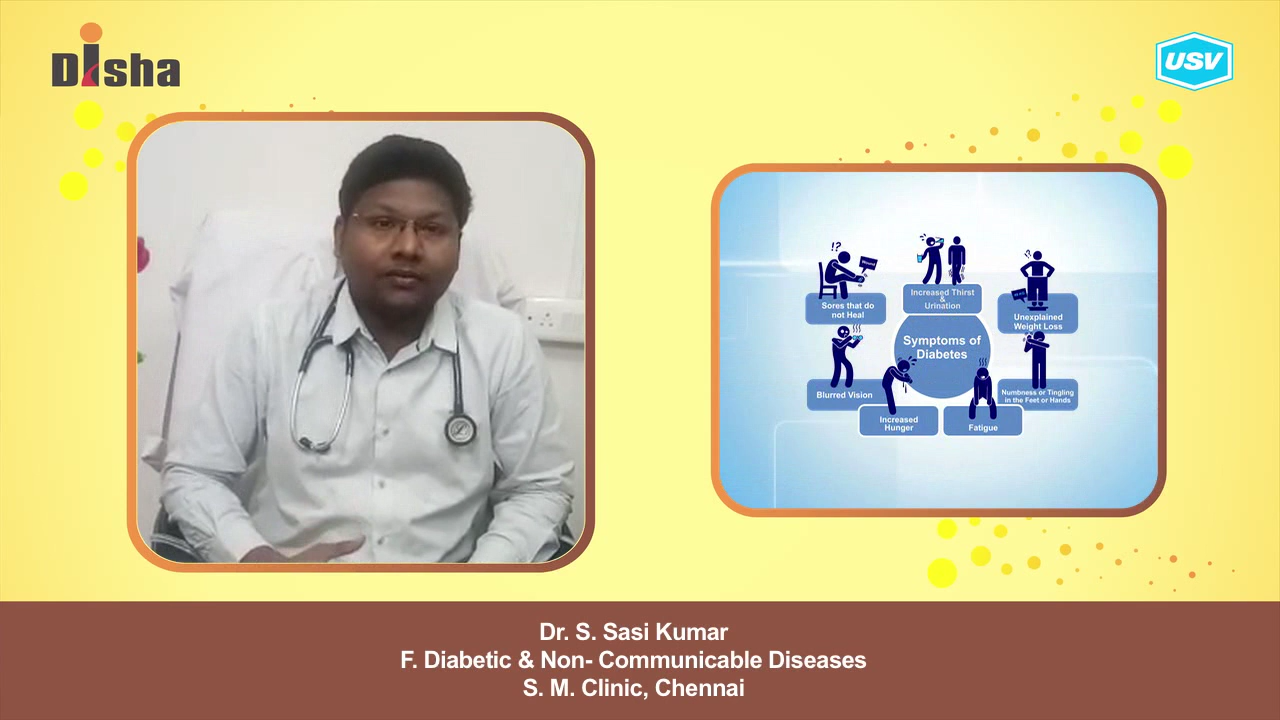 Disha
USV
!?
Increased Thirst
&
Urination
Sores that do
not Heal
Unexplained
Weight Loss
Symptoms of
Diabetes
Blurred Vision
Numbness or Tingling
in the Feet or Hands
Increased
Hunger
Fatigue
Dr. S. Sasi Kumar
F. Diabetic & Non- Communicable Diseases
S. M. Clinic, Chennai